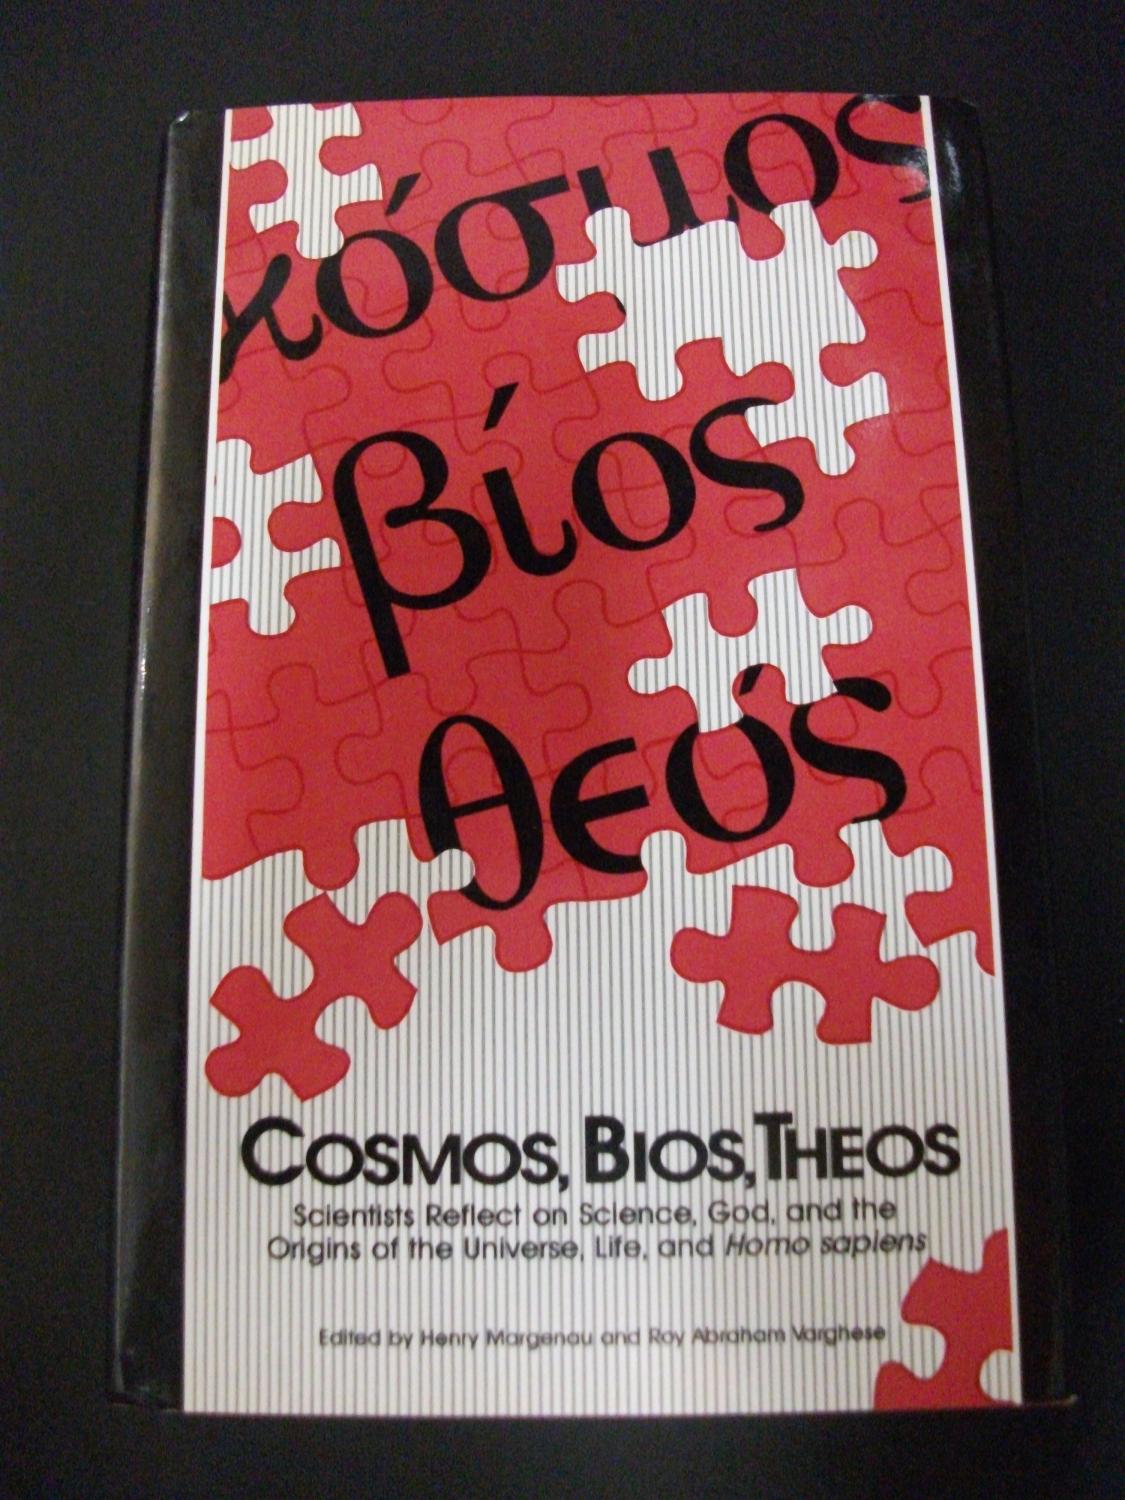 κόσμος
βίος
θεός
COSMOS, BIOS, THEOS
Scientists Reflect on Science, God, and the
Origins of the Universe, Life, and Homo sapiens
Edited by Henry Margenau and Roy Abraham Varghese